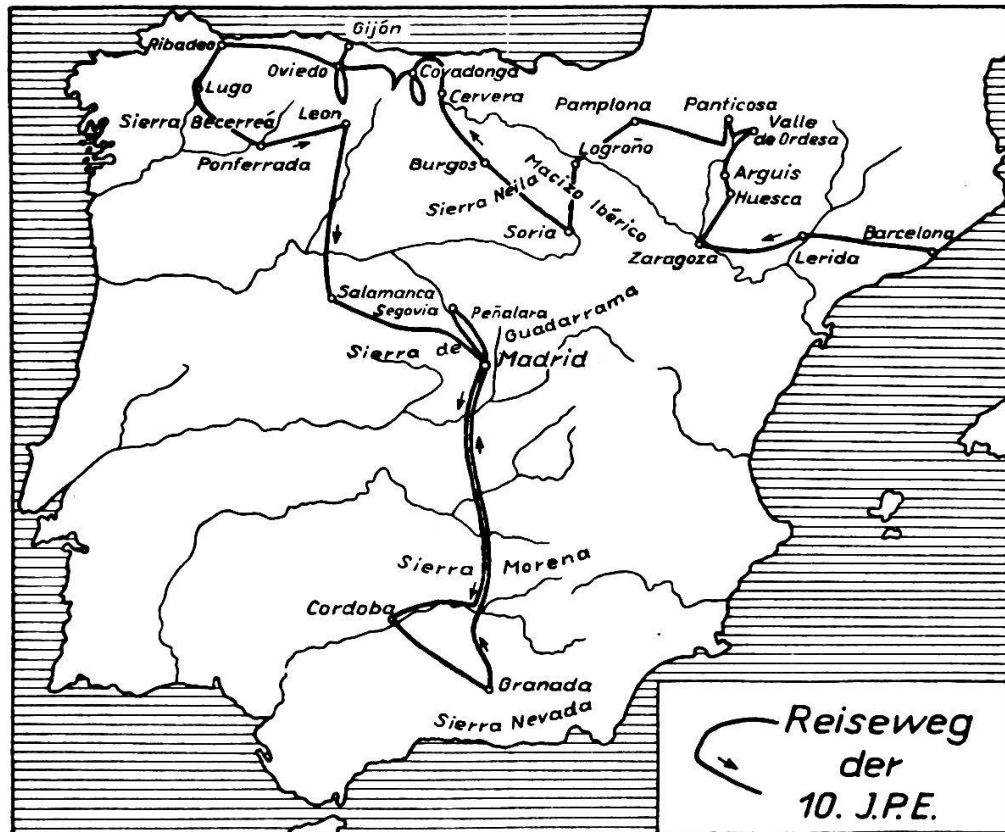 Gijón
Ribadeo
Oviedo
Covadonga
Lugo
Cervera
Sierra Becerreá
Leon
Pamplona
Panticosa
Valle
de Ordesa
Ponferrada
Logroño
Burgos
Arguis
Sierra Neila
Macizo Ibérico
Huesca
Soria
Zaragoza
Lerida
Barcelona
Salamanca
Segovia
Peñalara
Sierra de Guadarrama
Madrid
Sierra Morena
Cordoba
Granada
Sierra Nevada
Reiseweg
der
10. J.P.E.